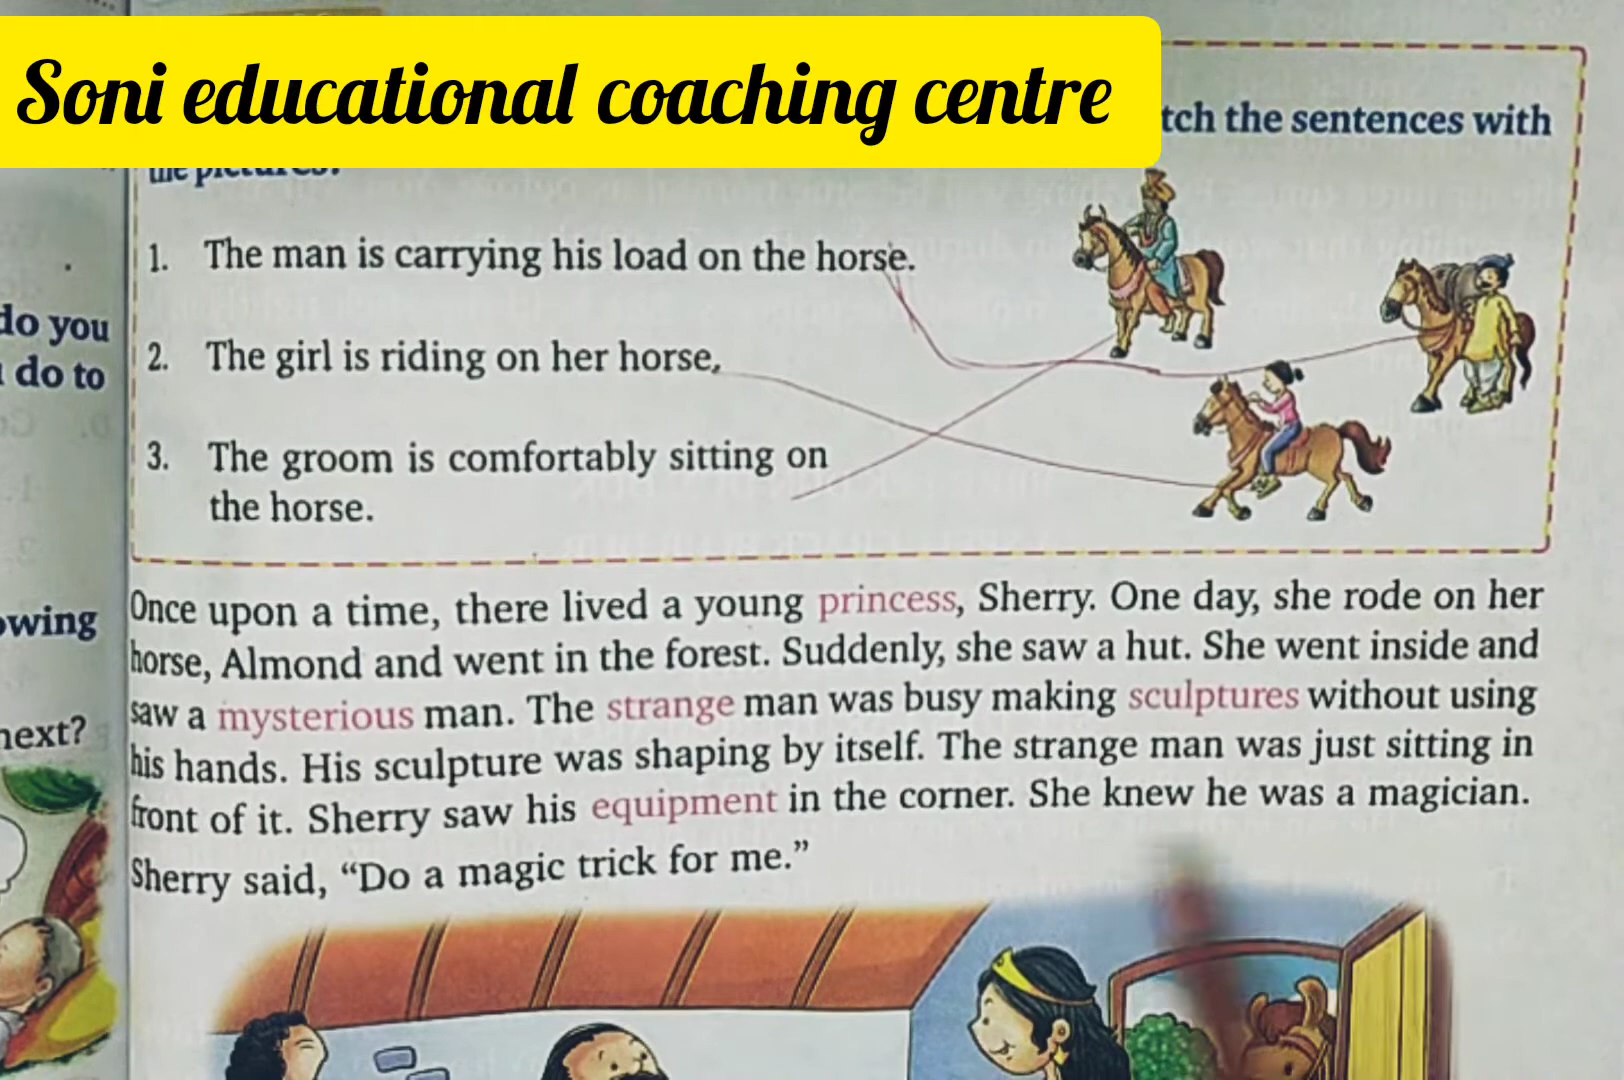 Soni educational coaching centre
tch the sentences with
the pictures.
1. The man is carrying his load on the horse.
do you
2. The girl is riding on her horse.
do to
3. The groom is comfortably sitting on
the horse.
Once upon a time, there lived a young princess, Sherry. One day, she rode on her
owing
horse, Almond and went in the forest. Suddenly, she saw a hut. She went inside and
saw a mysterious man. The strange man was busy making sculptures without using
next?
his hands. His sculpture was shaping by itself. The strange man was just sitting in
front of it. Sherry saw his equipment in the corner. She knew he was a magician.
Sherry said, “Do a magic trick for me.”